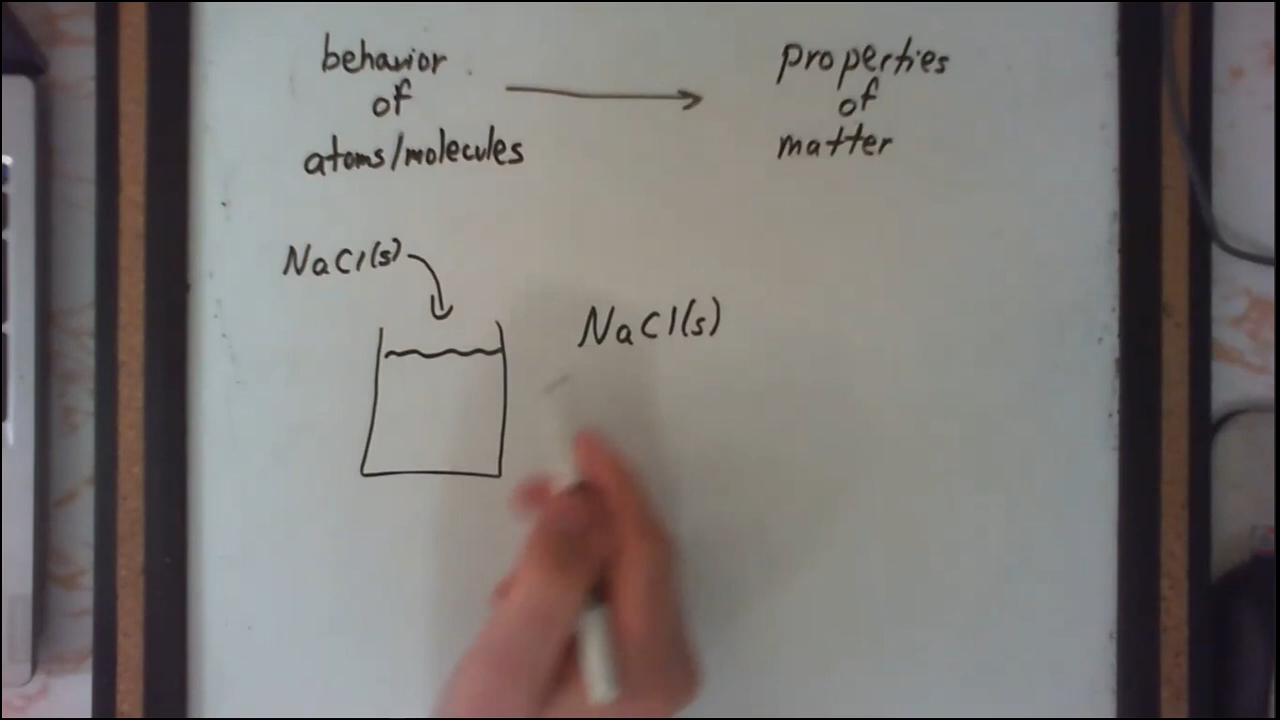 behavior
of
atoms/molecules
properties
of
matter
NaCl(s)
NaCl(s)